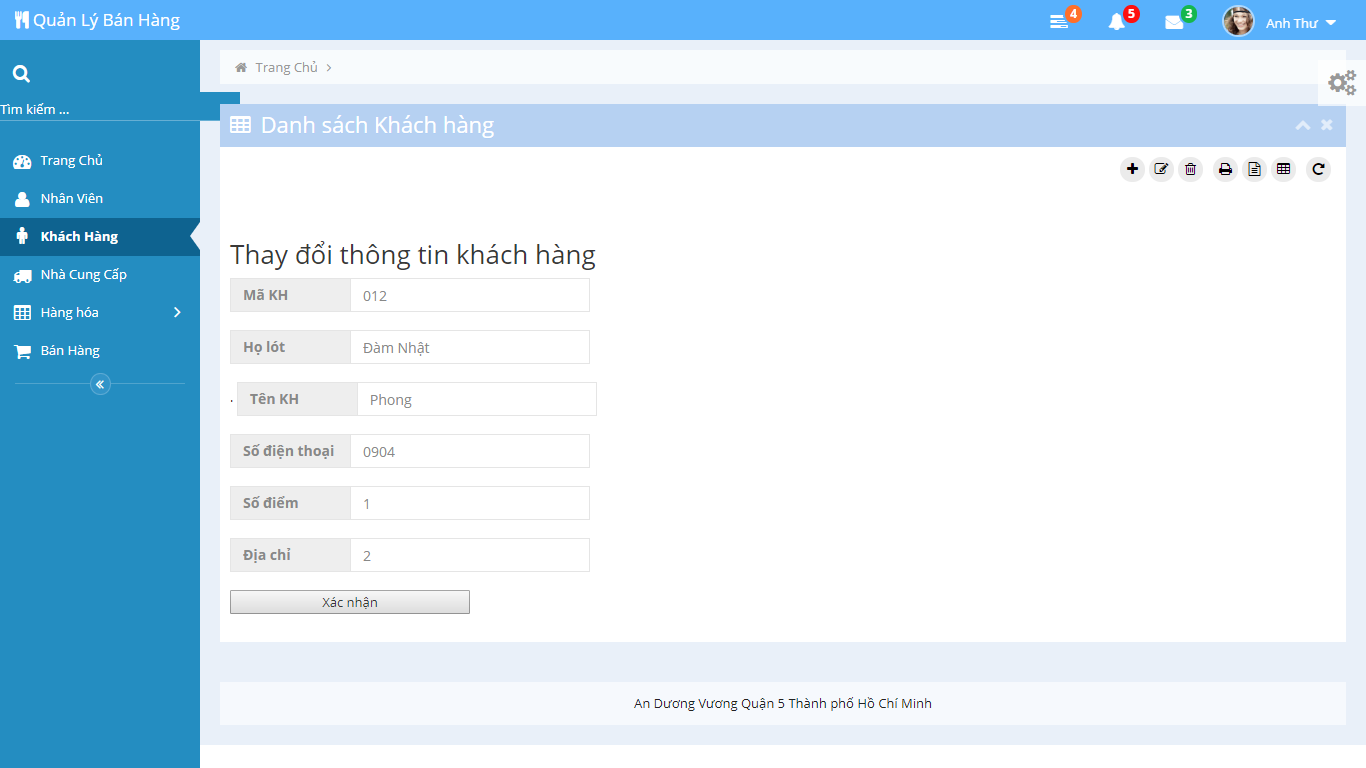 Quản Lý Bán Hàng
4
5
3
Anh Thư
Tìm kiếm ...
Trang Chủ
Nhân Viên
Khách Hàng
Nhà Cung Cấp
Hàng hóa
Bán Hàng
Trang Chủ
Danh sách Khách hàng
Thay đổi thông tin khách hàng
Mã KH 012
Họ lót Đàm Nhật
. Tên KH Phong
Số điện thoại 0904
Số điểm 1
Địa chỉ 2
Xác nhận
An Dương Vương Quận 5 Thành phố Hồ Chí Minh